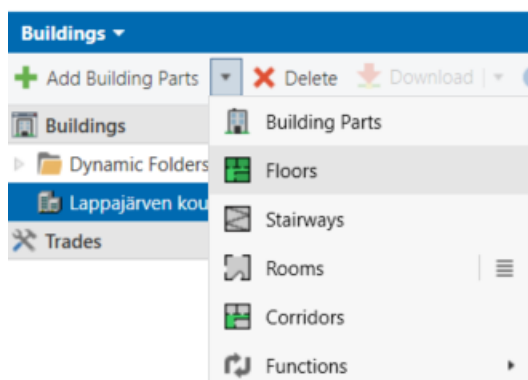 Buildings
Add Building Parts Delete Download
Buildings
Building Parts
Dynamic Folders
Floors
Lappajärven kou
Stairways
Trades
Rooms
Corridors
Functions